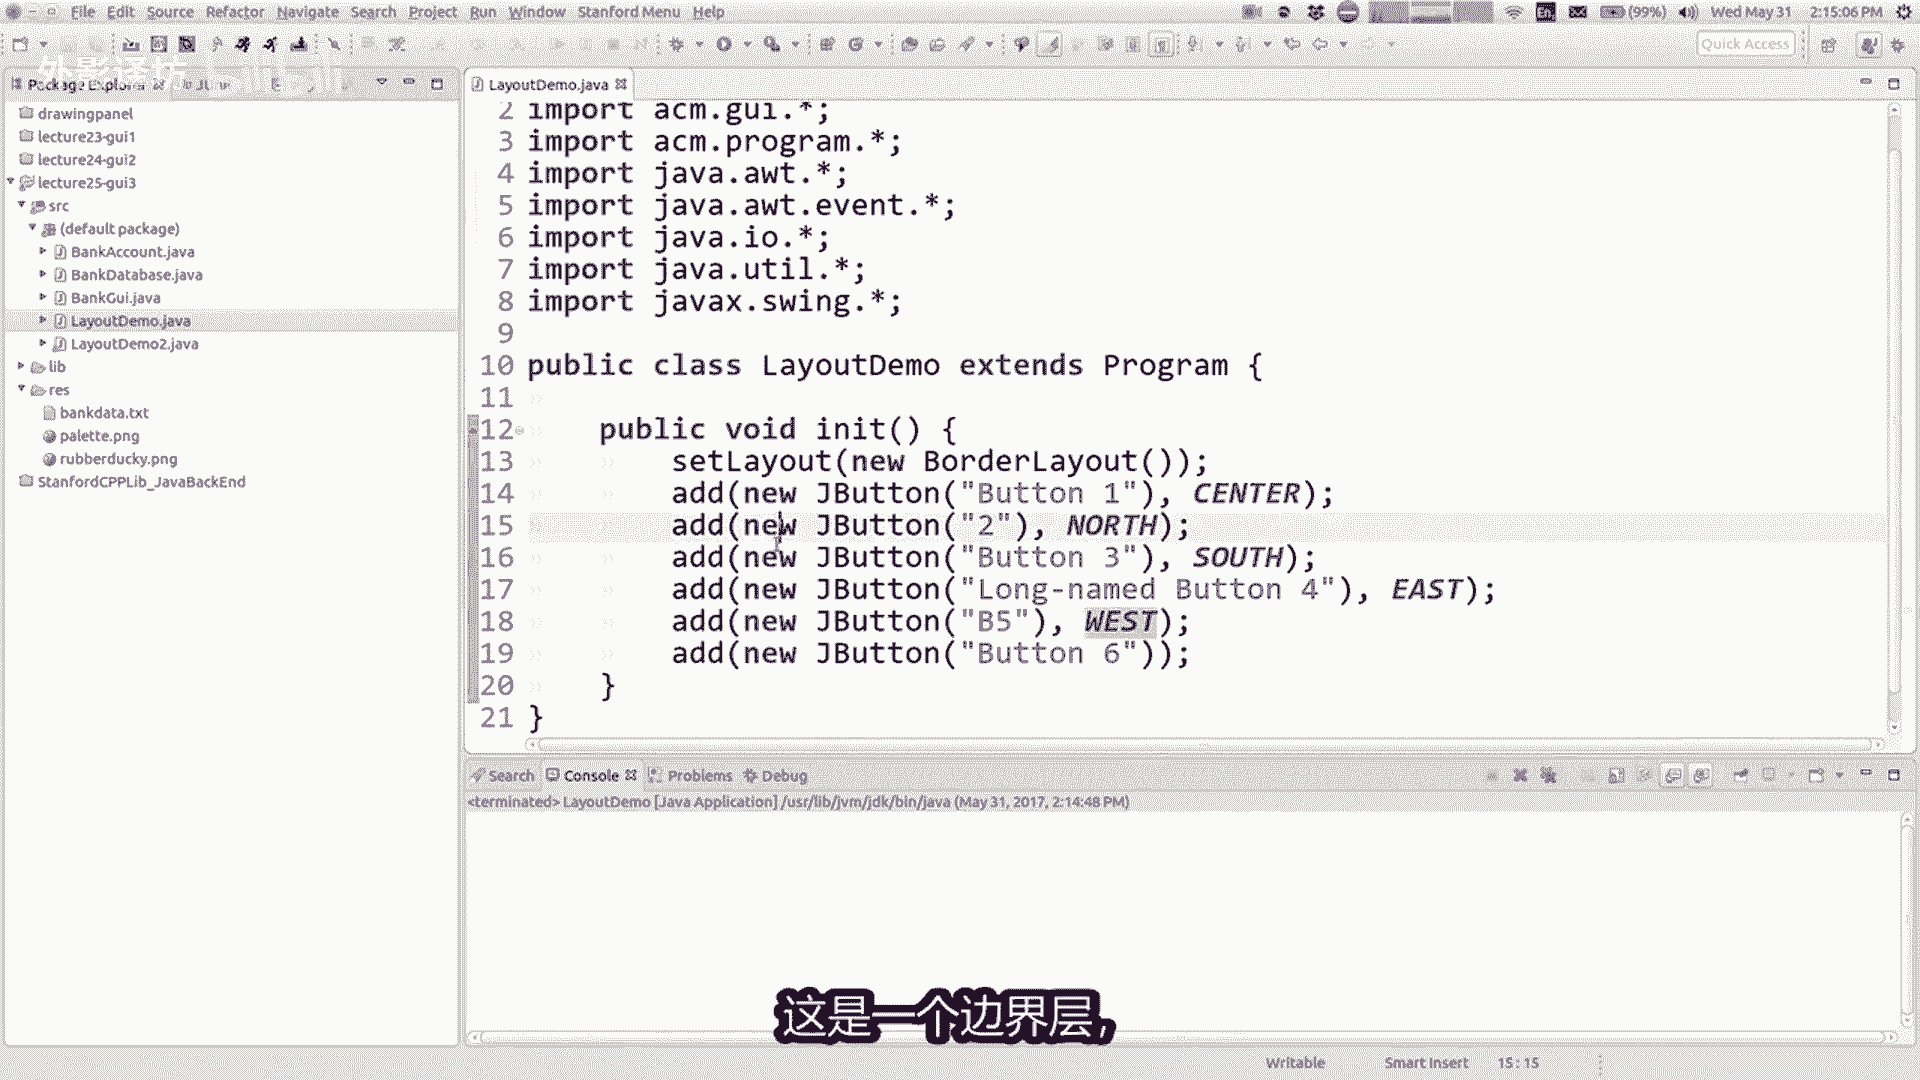 File Edit Source Refactor Navigate Search Project Run Window Stanford Menu Help
En (99%) Wed May 31 2:15:06 PM
Quick Access
外影译坊 bilibili
Package Explorer JU
LayoutDemo.java
drawingpanel
lecture23-gui1
lecture24-gui2
lecture25-gui3
src
(default package)
BankAccount.java
BankDatabase.java
BankGui.java
LayoutDemo.java
LayoutDemo2.java
lib
res
bankdata.txt
palette.png
rubberducky.png
StanfordCPPLib_JavaBackEnd
2 import acm.gui.*;
3 import acm.program.*;
4 import java.awt.*;
5 import java.awt.event.*;
6 import java.io.*;
7 import java.util.*;
8 import javax.swing.*;
9
10 public class LayoutDemo extends Program {
11
12 public void init() {
13 setLayout(new BorderLayout());
14 add(new JButton("Button 1"), CENTER);
15 add(new JButton("2"), NORTH);
16 add(new JButton("Button 3"), SOUTH);
17 add(new JButton("Long-named Button 4"), EAST);
18 add(new JButton("B5"), WEST);
19 add(new JButton("Button 6"));
20 }
21 }
Search Console Problems Debug
<terminated> LayoutDemo [Java Application] /usr/lib/jvm/jdk/bin/java (May 31, 2017, 2:14:48 PM)
这是一个边界层，
Writable Smart Insert 15:15